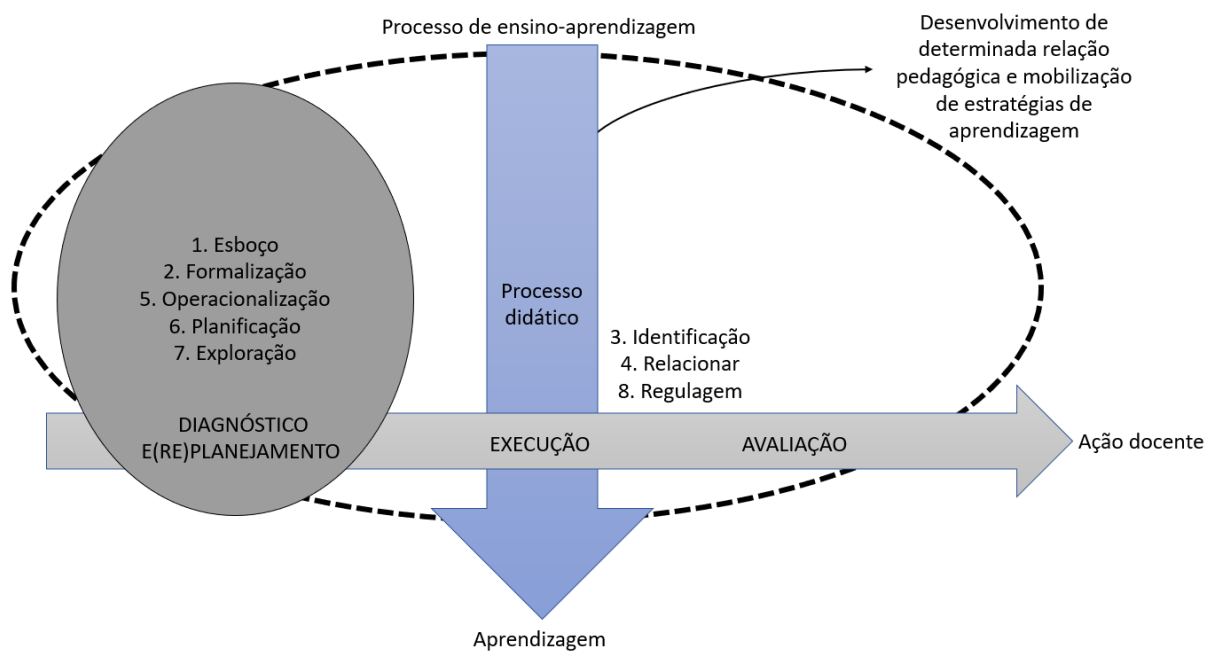 Processo de ensino-aprendizagem
Desenvolvimento de
determinada relação
pedagógica e mobilização
de estratégias de
aprendizagem
1. Esboço
2. Formalização
5. Operacionalização
6. Planificação
7. Exploração
Processo
didático
3. Identificação
4. Relacionar
8. Regulagem
DIAGNÓSTICO
E(RE)PLANEJAMENTO
EXECUÇÃO
AVALIAÇÃO
Ação docente
Aprendizagem